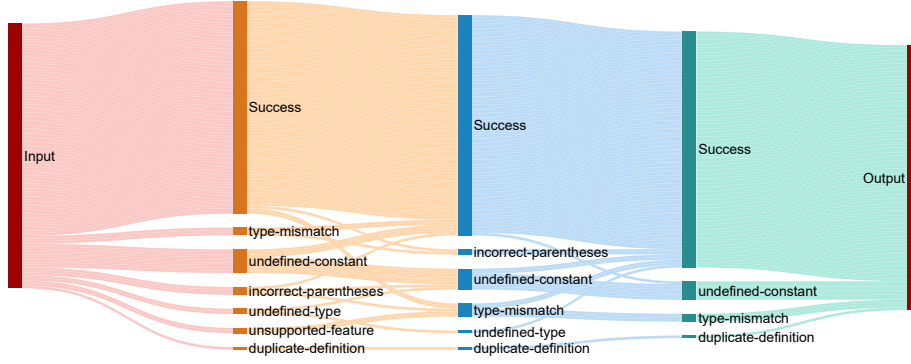 Input
Success
type-mismatch
undefined-constant
incorrect-parentheses
undefined-type
unsupported-feature
duplicate-definition
Success
incorrect-parentheses
undefined-constant
type-mismatch
undefined-type
duplicate-definition
Success
undefined-constant
type-mismatch
duplicate-definition
Output